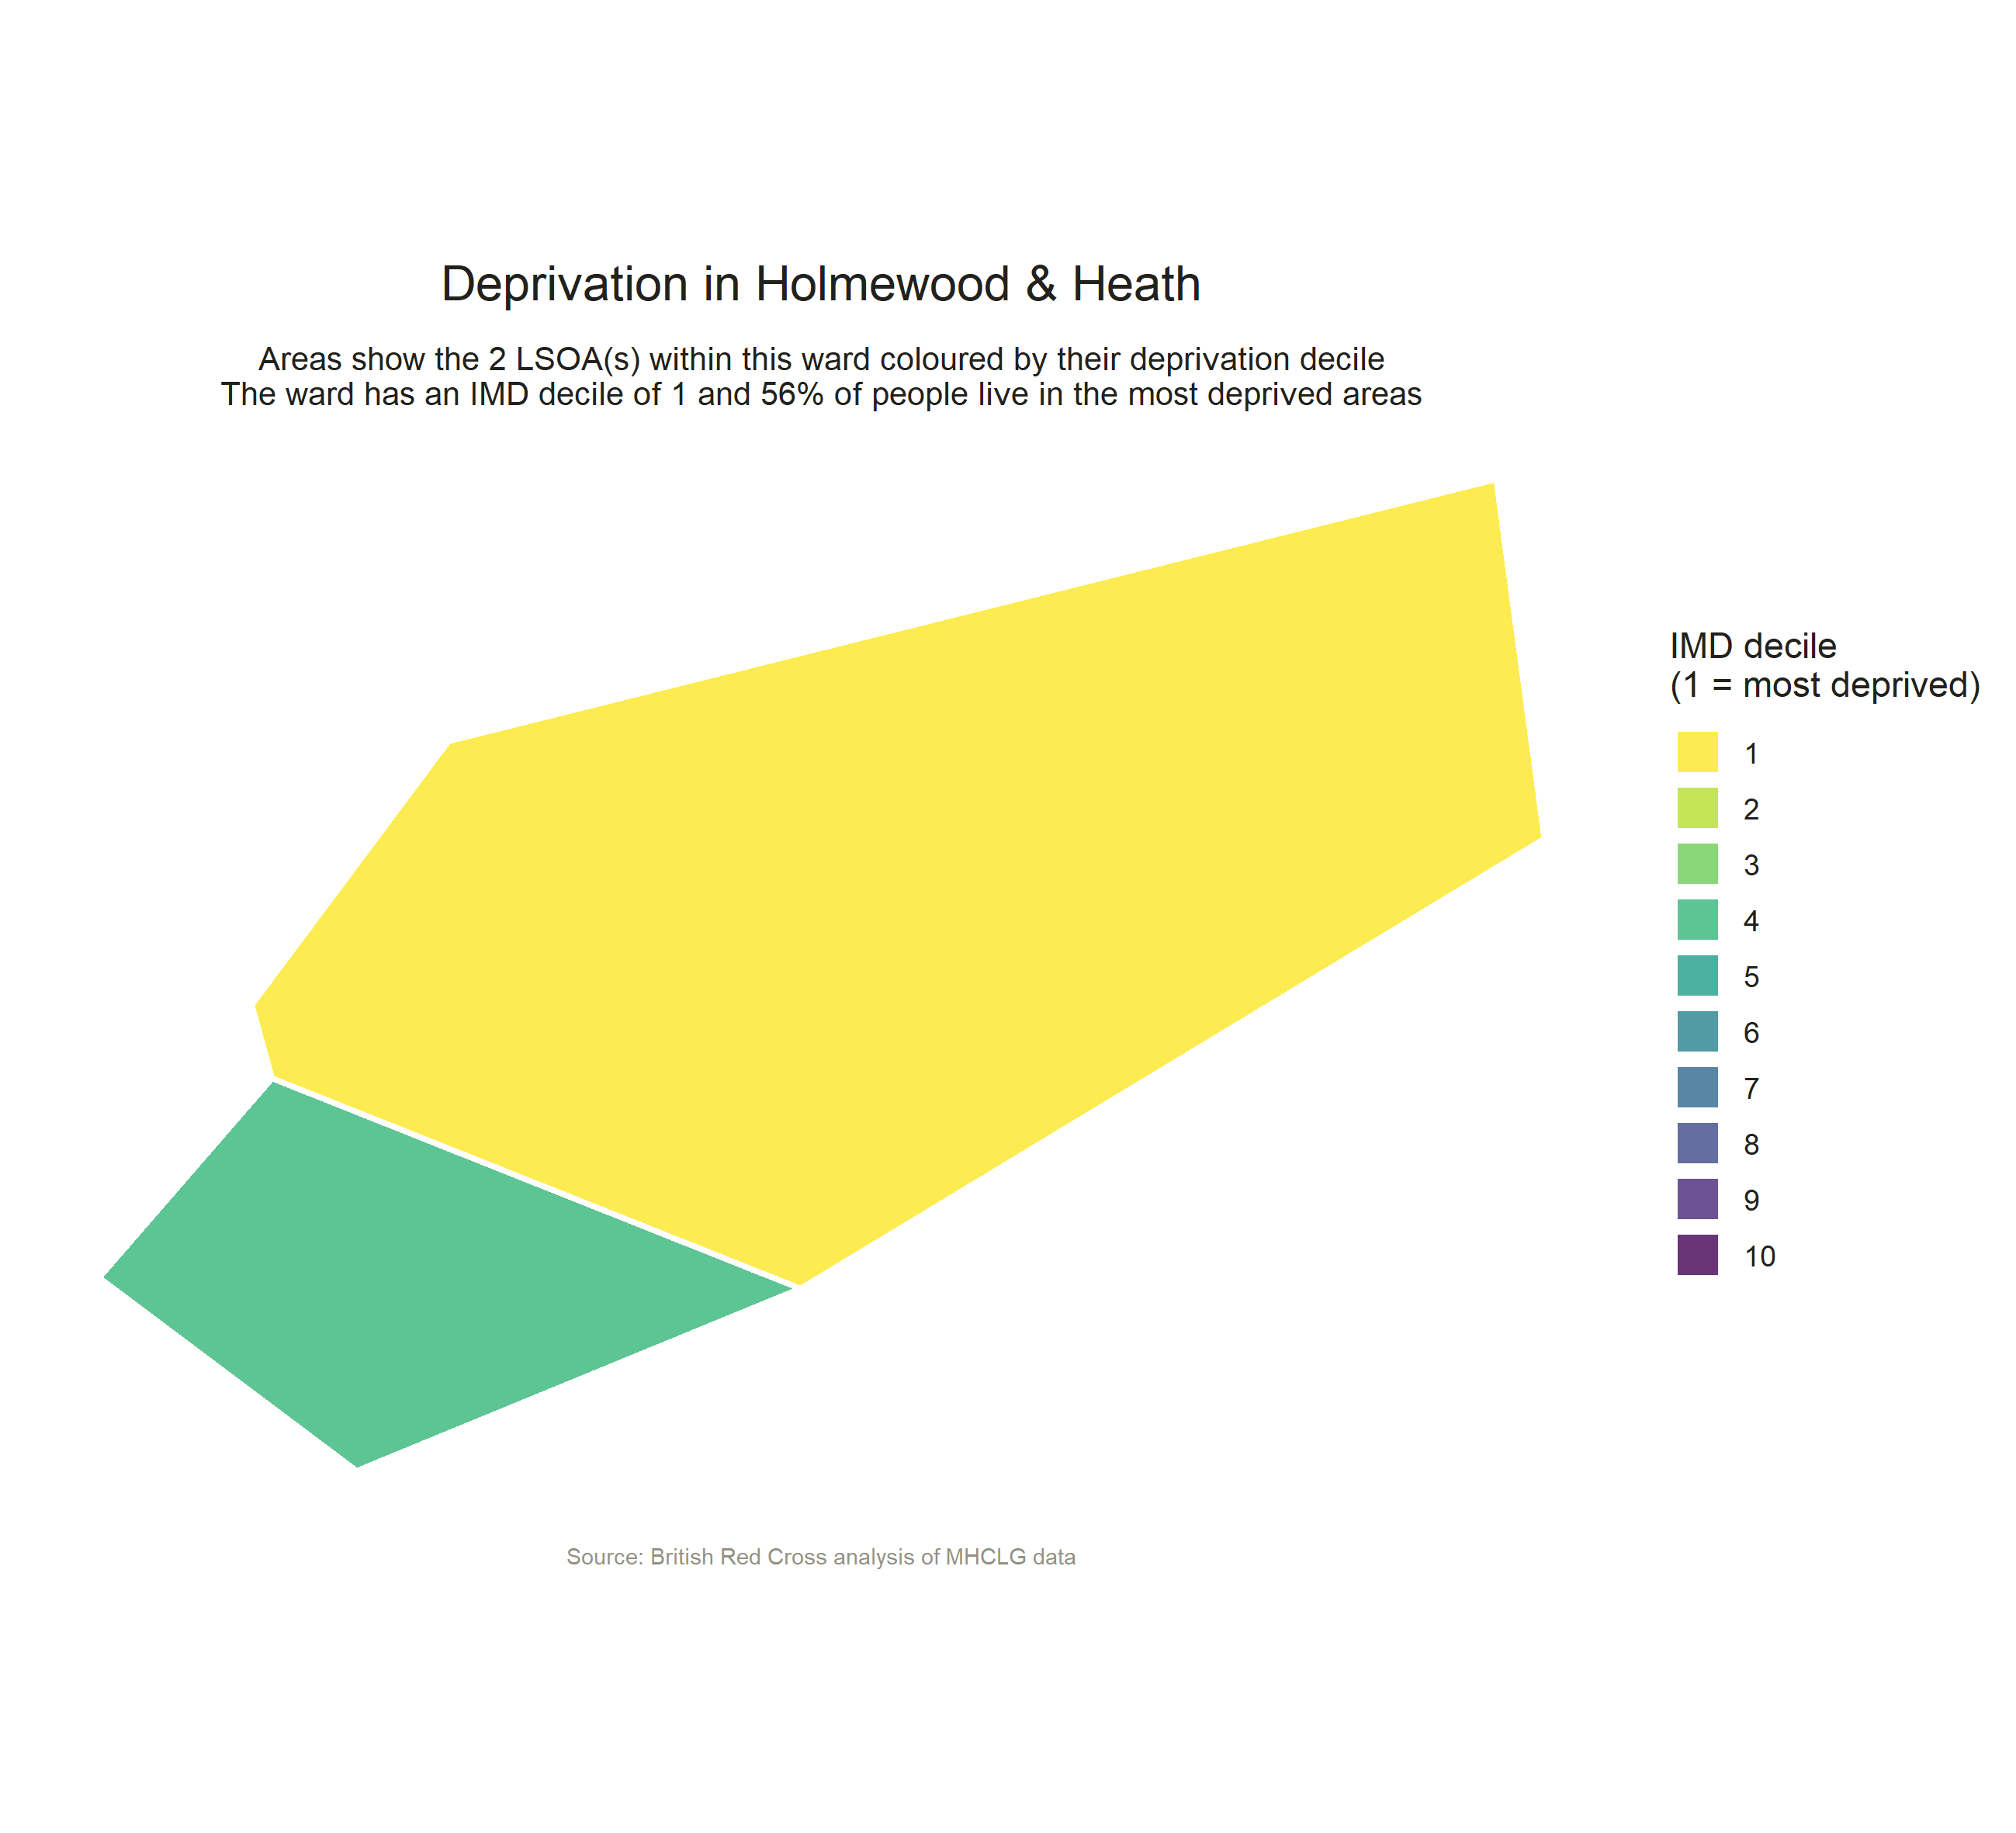 Deprivation in Holmewood & Heath
Areas show the 2 LSOA(s) within this ward coloured by their deprivation decile
The ward has an IMD decile of 1 and 56% of people live in the most deprived areas
IMD decile
(1 = most deprived)
1
2
3
4
5
6
7
8
9
10
Source: British Red Cross analysis of MHCLG data